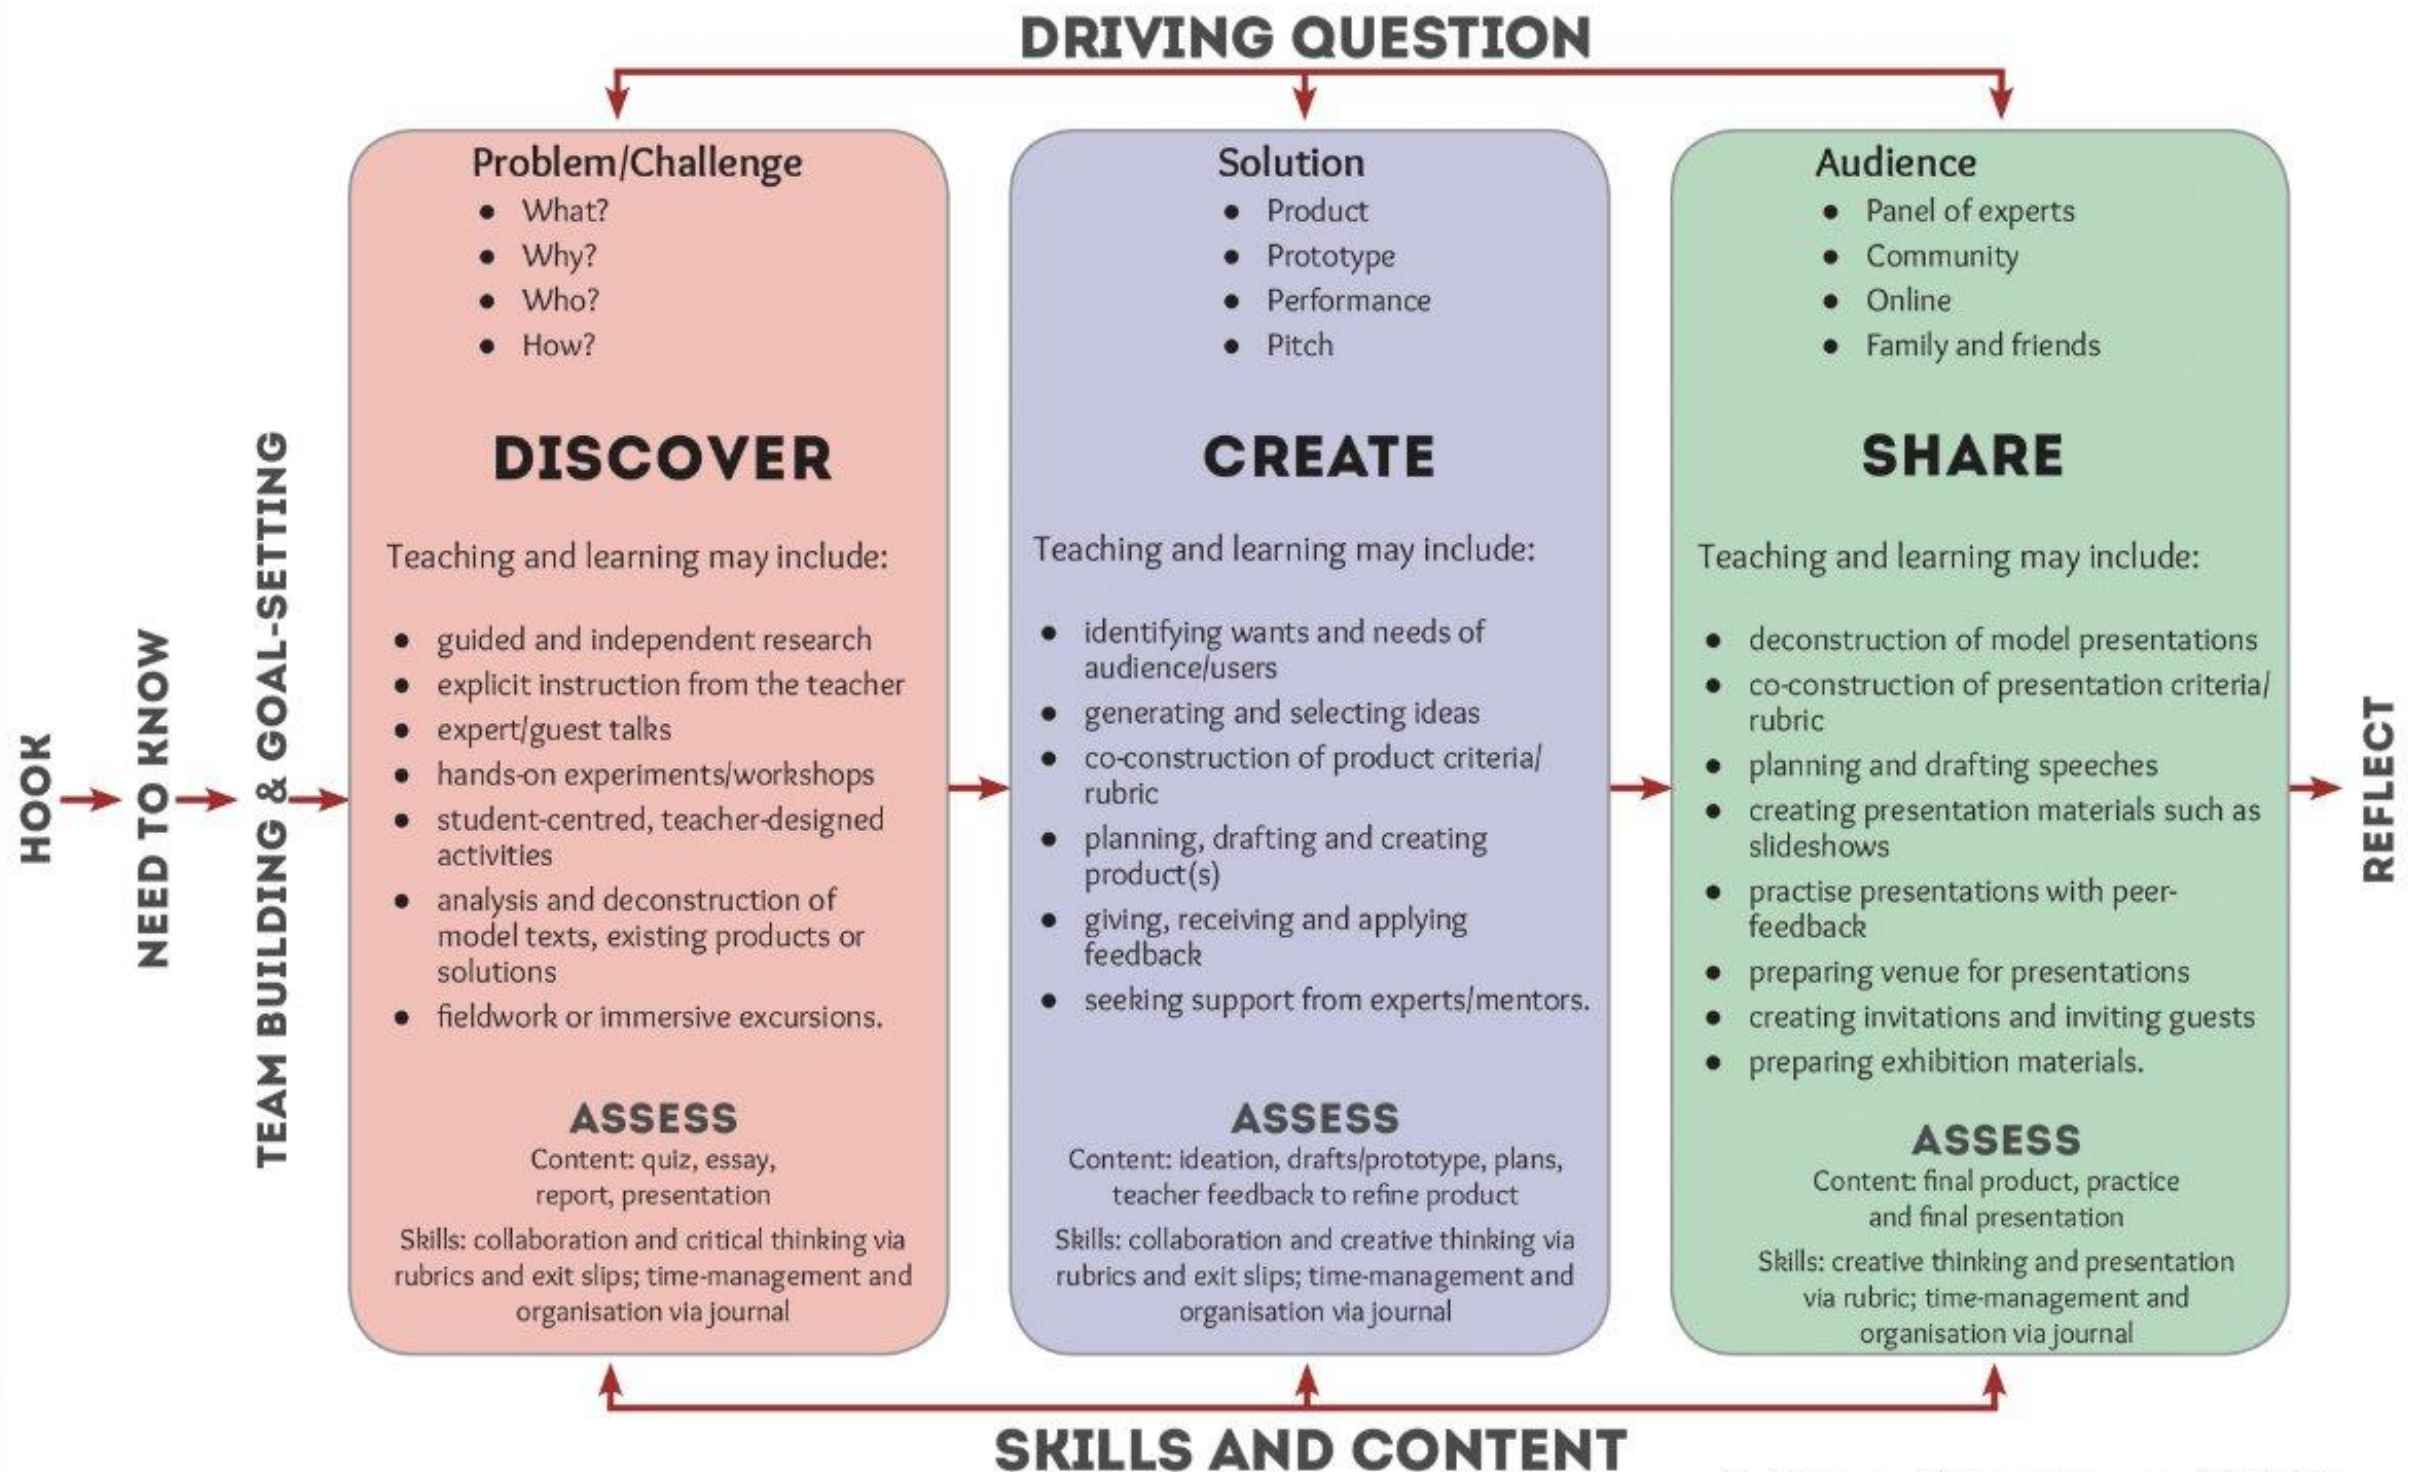 DRIVING QUESTION
HOOK
NEED TO KNOW
TEAM BUILDING & GOAL-SETTING
Problem/Challenge
● What?
● Why?
● Who?
● How?
DISCOVER
Teaching and learning may include:
● guided and independent research
● explicit instruction from the teacher
● expert/guest talks
● hands-on experiments/workshops
● student-centred, teacher-designed
activities
● analysis and deconstruction of
model texts, existing products or
solutions
● fieldwork or immersive excursions.
ASSESS
Content: quiz, essay,
report, presentation
Skills: collaboration and critical thinking via
rubrics and exit slips; time-management and
organisation via journal
Solution
● Product
● Prototype
● Performance
● Pitch
CREATE
Teaching and learning may include:
● identifying wants and needs of
audience/users
● generating and selecting ideas
● co-construction of product criteria/
rubric
● planning, drafting and creating
product(s)
● giving, receiving and applying
feedback
● seeking support from experts/mentors.
ASSESS
Content: ideation, drafts/prototype, plans,
teacher feedback to refine product
Skills: collaboration and creative thinking via
rubrics and exit slips; time-management and
organisation via journal
Audience
● Panel of experts
● Community
● Online
● Family and friends
SHARE
Teaching and learning may include:
● deconstruction of model presentations
● co-construction of presentation criteria/
rubric
● planning and drafting speeches
● creating presentation materials such as
slideshows
● practise presentations with peer-
feedback
● preparing venue for presentations
● creating invitations and inviting guests
● preparing exhibition materials.
ASSESS
Content: final product, practice
and final presentation
Skills: creative thinking and presentation
via rubric; time-management and
organisation via journal
REFLECT
SKILLS AND CONTENT